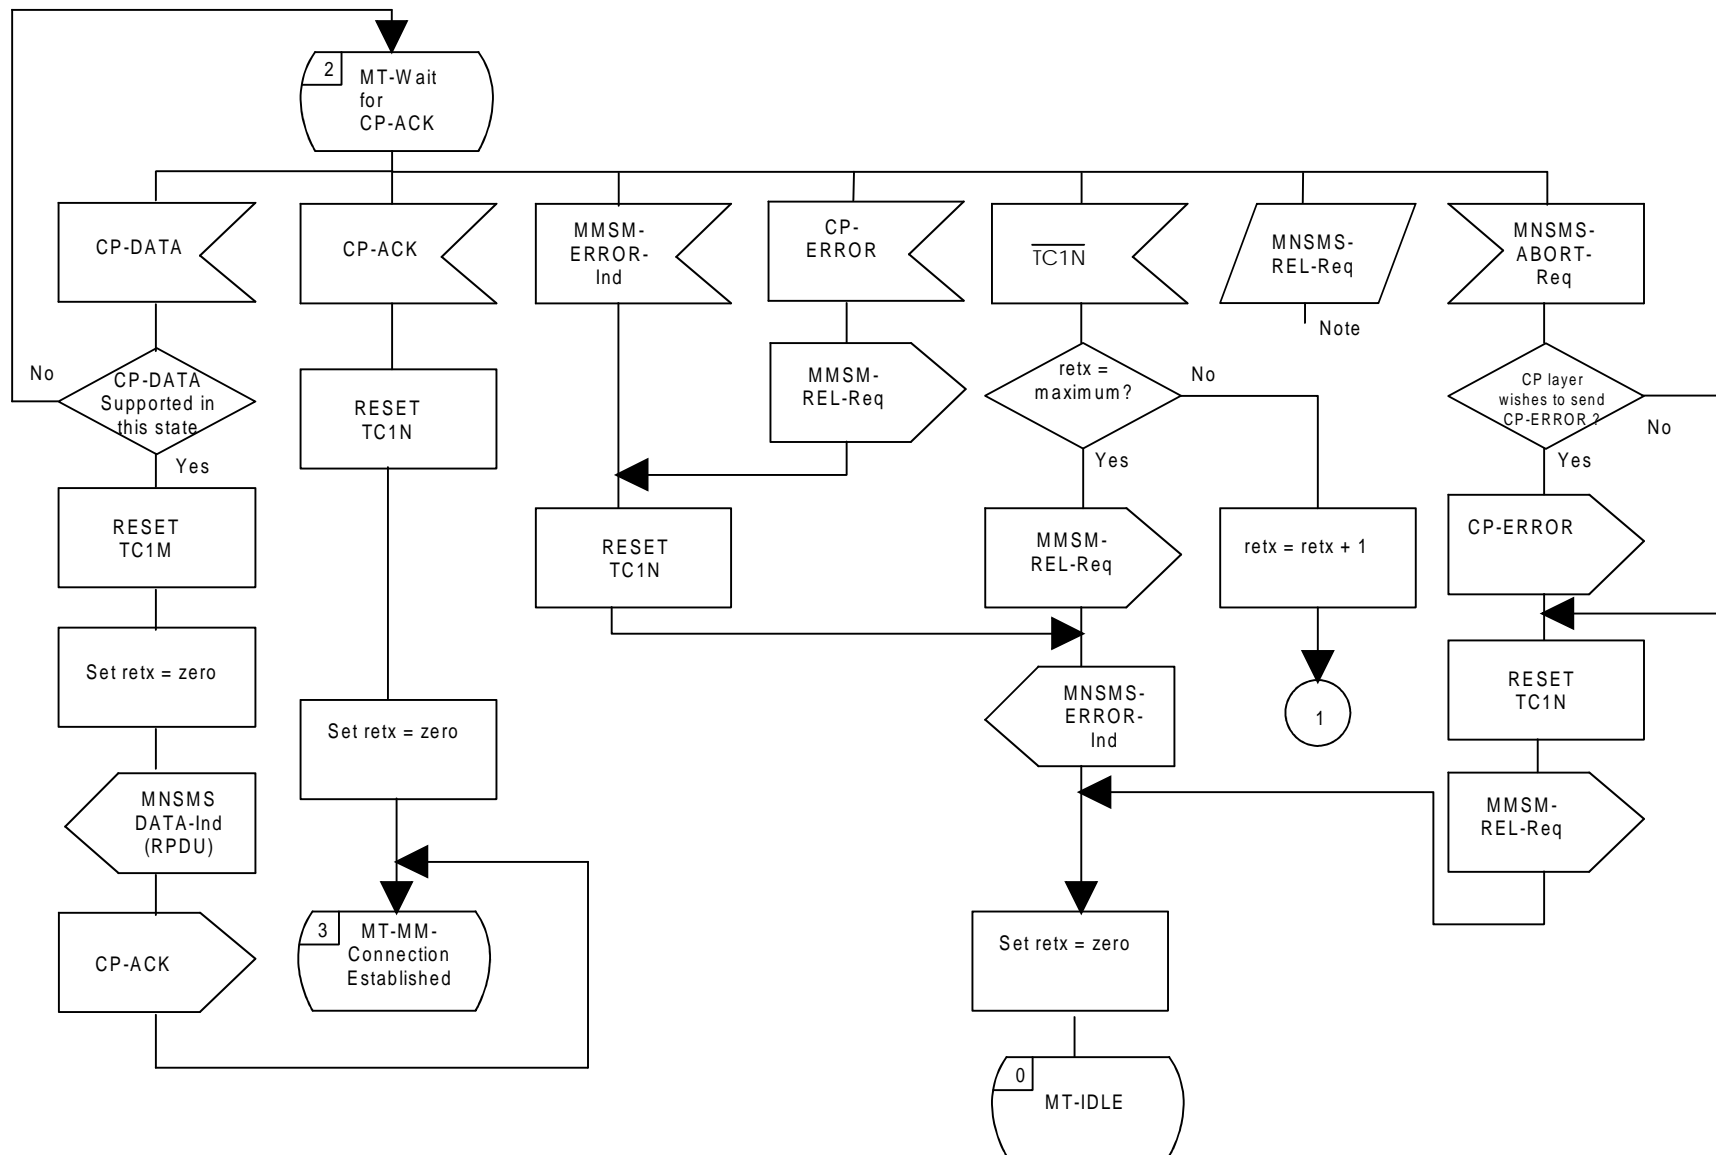 2
MT-Wait
for
CP-ACK
CP-DATA
CP-ACK
MMSM-
ERROR-
Ind
CP-
ERROR
TC1N
MNSMS-
REL-Req
Note
MNSMS-
ABORT-
Req
No
CP-DATA
Supported in
this state
Yes
RESET
TC1N
MMSM-
REL-Req
retx =
maximum?
No
Yes
CP layer
wishes to send
CP-ERROR ?
No
Yes
RESET
TC1M
RESET
TC1N
MMSM-
REL-Req
retx = retx + 1
CP-ERROR
Set retx = zero
Set retx = zero
MNSMS-
ERROR-
Ind
1
RESET
TC1N
MNSMS
DATA-Ind
(RPDU)
MMSM-
REL-Req
CP-ACK
3
MT-MM-
Connection
Established
Set retx = zero
0
MT-IDLE